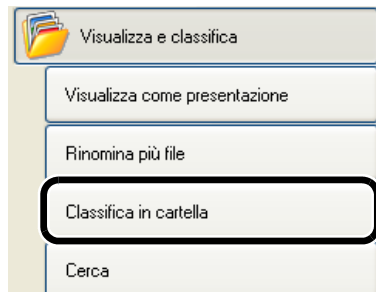 Visualizza e classifica
Visualizza come presentazione
Rinomina più file
Classifica in cartella
Cerca